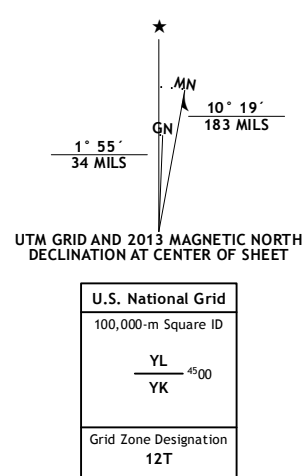 ★
MN
GN
10° 19´
183 MILS
1° 55´
34 MILS
UTM GRID AND 2013 MAGNETIC NORTH
DECLINATION AT CENTER OF SHEET
U.S. National Grid
100,000-m Square ID
YL
4500
YK
Grid Zone Designation
12T